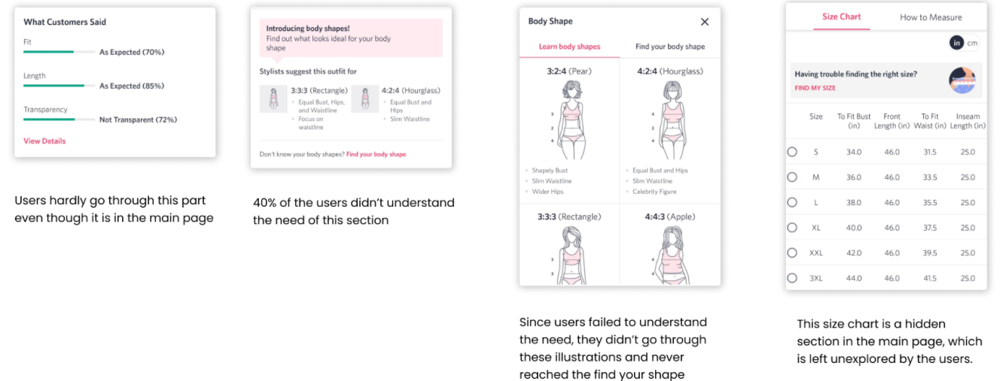 What Customers Said
Fit
As Expected (70%)
Length
As Expected (85%)
Transparency
Not Transparent (72%)
View Details
Users hardly go through this part
even though it is in the main page
Introducing body shapes!
Find out what looks ideal for your body
shape
Stylists suggest this outfit for
3:3:3 (Rectangle)
Equal Bust, Hips,
and Waistline
Focus on
waistline
4:2:4 (Hourglass)
Equal Bust and
Hips
Slim Waistline
Don't know your body shapes? Find your body shape
40% of the users didn't understand
the need of this section
Body Shape
Learn body shapes Find your body shape
3:2:4 (Pear)
3
2
4
Shapely Bust
Slim Waistline
Wider Hips
4:2:4 (Hourglass)
4
2
4
Equal Bust and Hips
Slim Waistline
Celebrity Figure
3:3:3 (Rectangle)
3
3
4:4:3 (Apple)
4
4
Since users failed to understand
the need, they didn't go through
these illustrations and never
reached the find your shape
Size Chart How to Measure
in cm
Having trouble finding the right size?
FIND MY SIZE
Size To Fit Bust (in) Front Length (in) To Fit Waist (in) Inseam Length (in)
S 34.0 46.0 31.5 25.0
M 36.0 46.0 33.5 25.0
L 38.0 46.0 35.5 25.0
XL 40.0 46.0 37.5 25.0
XXL 42.0 46.0 39.5 25.0
3XL 44.0 46.0 41.5 25.0
This size chart is a hidden
section in the main page, which
is left unexplored by the users.